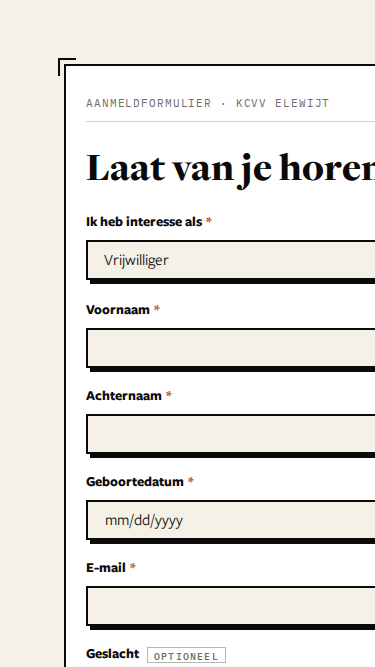 AANMELDFORMULIER · KCVV ELEWIJT
Laat van je horen
Ik heb interesse als *
Vrijwilliger
Voornaam *
Achternaam *
Geboortedatum *
mm/dd/yyyy
E-mail *
Geslacht OPTIONEEL